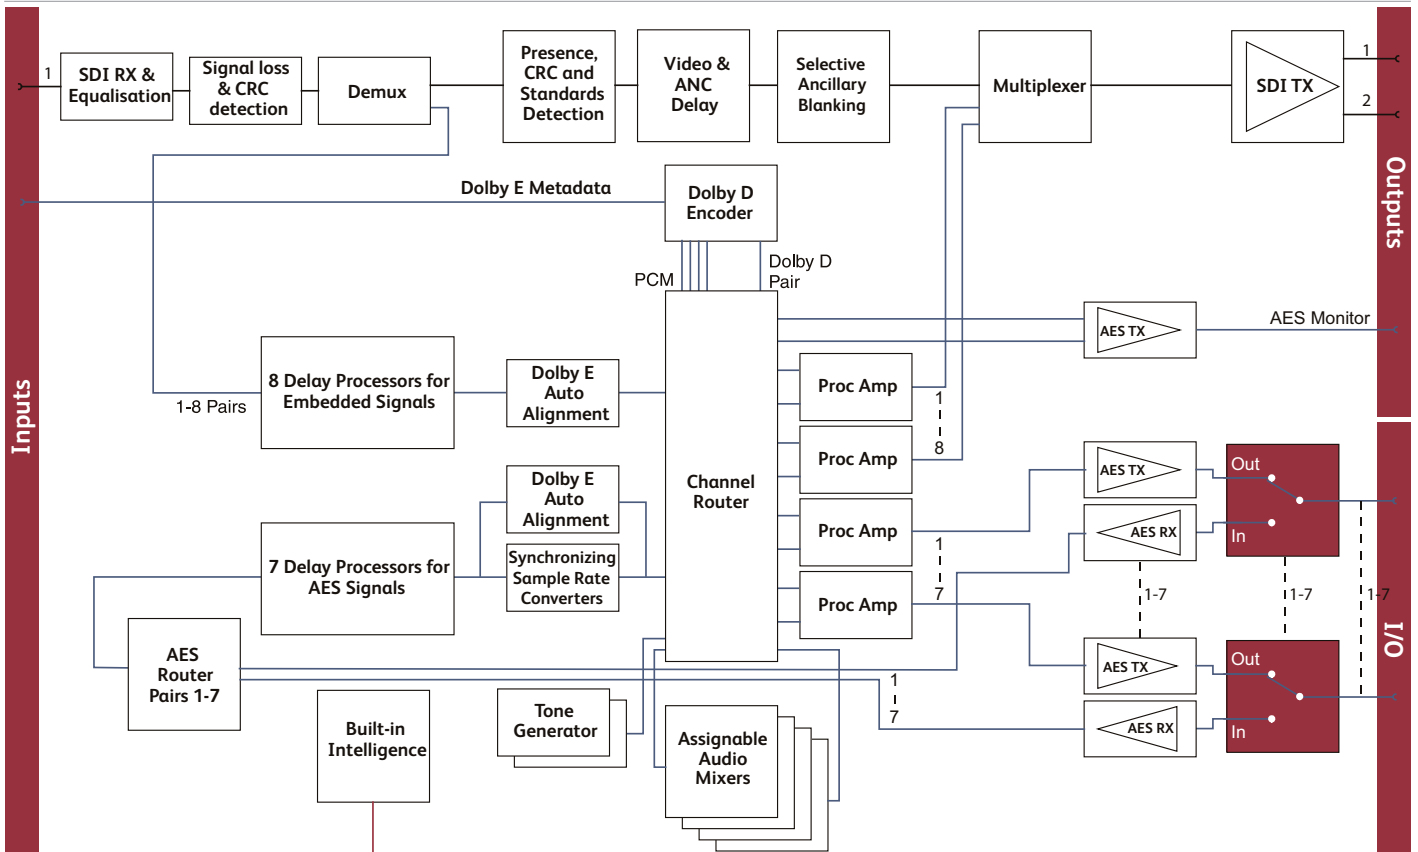 1
SDI RX &
Equalisation
Signal loss
& CRC
detection
Demux
Presence,
CRC and
Standards
Detection
Video &
ANC
Delay
Selective
Ancillary
Blanking
Multiplexer
SDI TX
1
2
Outputs
Dolby E Metadata
Dolby D
Encoder
PCM
Dolby D
Pair
AES TX
AES Monitor
Inputs
1-8 Pairs
8 Delay Processors for
Embedded Signals
Dolby E
Auto
Alignment
Channel
Router
Proc Amp
1
8
Proc Amp
Dolby E
Auto
Alignment
7 Delay Processors for
AES Signals
Synchronizing
Sample Rate
Converters
Proc Amp
1
7
Proc Amp
AES TX
AES RX
Out
In
1-7
1-7
1-7
I/O
AES TX
AES RX
Out
In
AES
Router
Pairs 1-7
1
7
Built-in
Intelligence
Tone
Generator
Assignable
Audio
Mixers